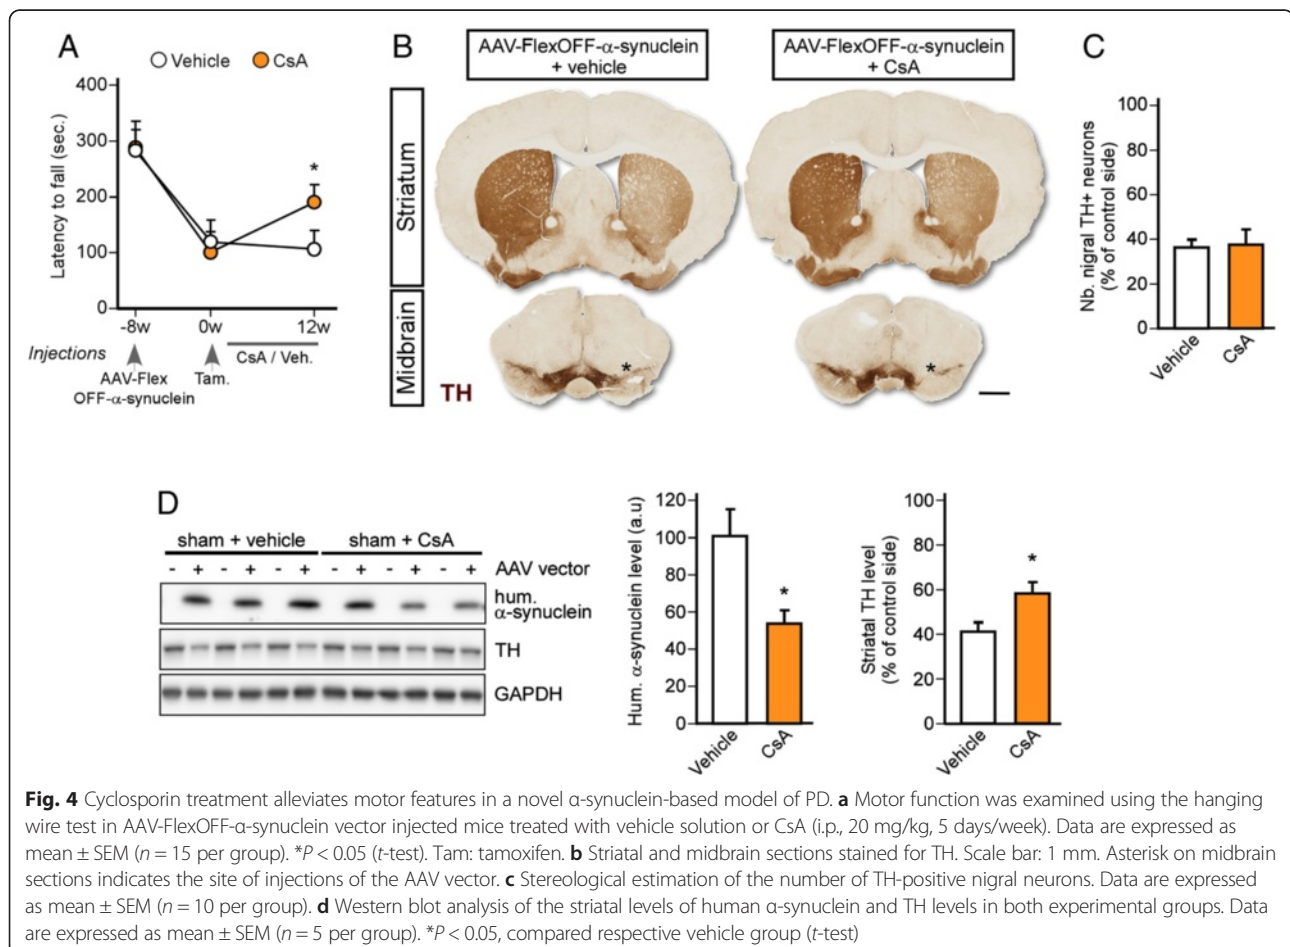 A
Vehicle CsA
400
300
200
100
0
Latency to fall (sec.)
*
-8w 0w 12w
Injections
CsA / Veh.
AAV-Flex
OFF-α-synuclein
Tam.
B
AAV-FlexOFF-α-synuclein
+ vehicle
AAV-FlexOFF-α-synuclein
+ CsA
Striatum
Midbrain
*
*
TH
C
100
80
60
40
20
0
Nb. nigral TH+ neurons
(% of control side)
Vehicle
CsA
D
sham + vehicle sham + CsA
- + - + - + - + - + - + AAV vector
hum.
α-synuclein
TH
GAPDH
120
100
80
60
40
20
0
Hum. α-synuclein level (a.u)
*
Vehicle
CsA
100
80
60
40
20
0
Striatal TH level
(% of control side)
*
Vehicle
CsA
Fig. 4 Cyclosporin treatment alleviates motor features in a novel α-synuclein-based model of PD. a Motor function was examined using the hanging
wire test in AAV-FlexOFF-α-synuclein vector injected mice treated with vehicle solution or CsA (i.p., 20 mg/kg, 5 days/week). Data are expressed as
mean ± SEM (n = 15 per group). *P < 0.05 (t-test). Tam: tamoxifen. b Striatal and midbrain sections stained for TH. Scale bar: 1 mm. Asterisk on midbrain
sections indicates the site of injections of the AAV vector. c Stereological estimation of the number of TH-positive nigral neurons. Data are expressed
as mean ± SEM (n = 10 per group). d Western blot analysis of the striatal levels of human α-synuclein and TH levels in both experimental groups. Data
are expressed as mean ± SEM (n = 5 per group). *P < 0.05, compared respective vehicle group (t-test)